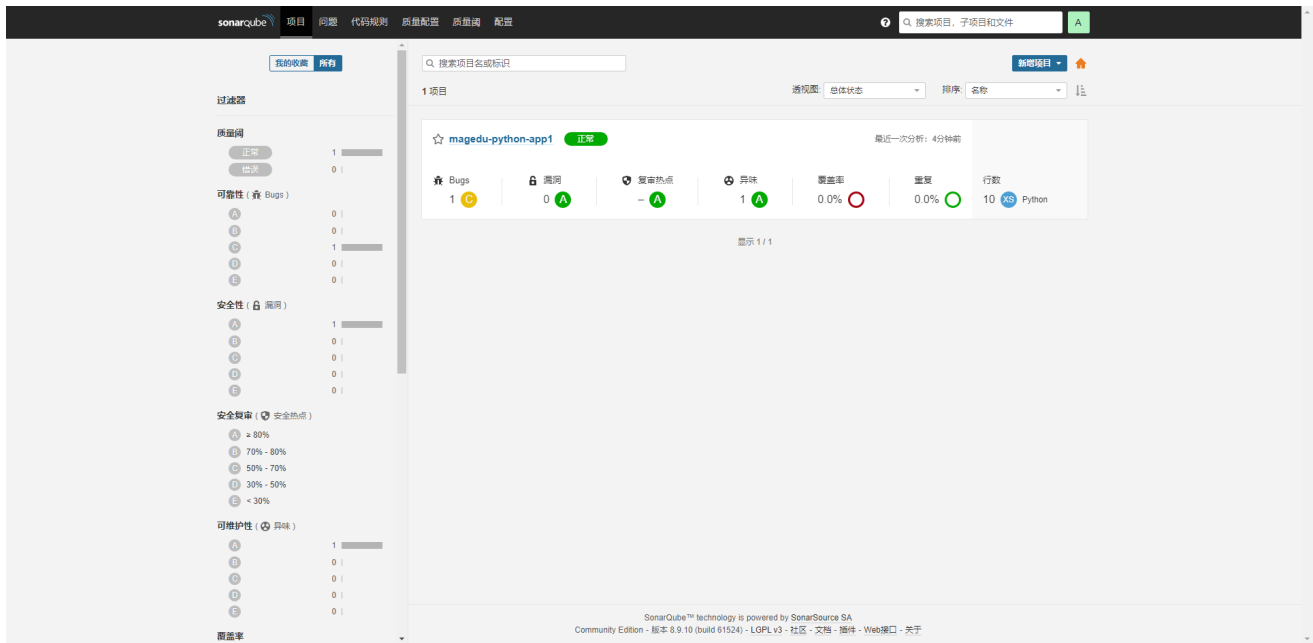 sonarqube 项目 问题 代码规则 质量配置 质量阈 配置 搜索项目, 子项目和文件 A
我的收藏 所有
过滤器
质量阈
正常 1
错误 0
可靠性 ( Bugs )
A 0
B 0
C 1
D 0
E 0
安全性 ( 漏洞 )
A 1
B 0
C 0
D 0
E 0
安全复审 ( 安全热点 )
A ≥ 80%
B 70% - 80%
C 50% - 70%
D 30% - 50%
E < 30%
可维护性 ( 异味 )
A 1
B 0
C 0
D 0
E 0
覆盖率
搜索项目名或标识 新增项目
1 项目 透视图: 总体状态 排序: 名称
magedu-python-app1 正常 最近一次分析: 4分钟前
Bugs 漏洞 复审热点 异味 覆盖率 重复 行数
1 C 0 A – A 1 A 0.0% 0.0% 10 XS Python
显示 1 / 1
SonarQube™ technology is powered by SonarSource SA
Community Edition - 版本 8.9.10 (build 61524) - LGPL v3 - 社区 - 文档 - 插件 - Web接口 - 关于